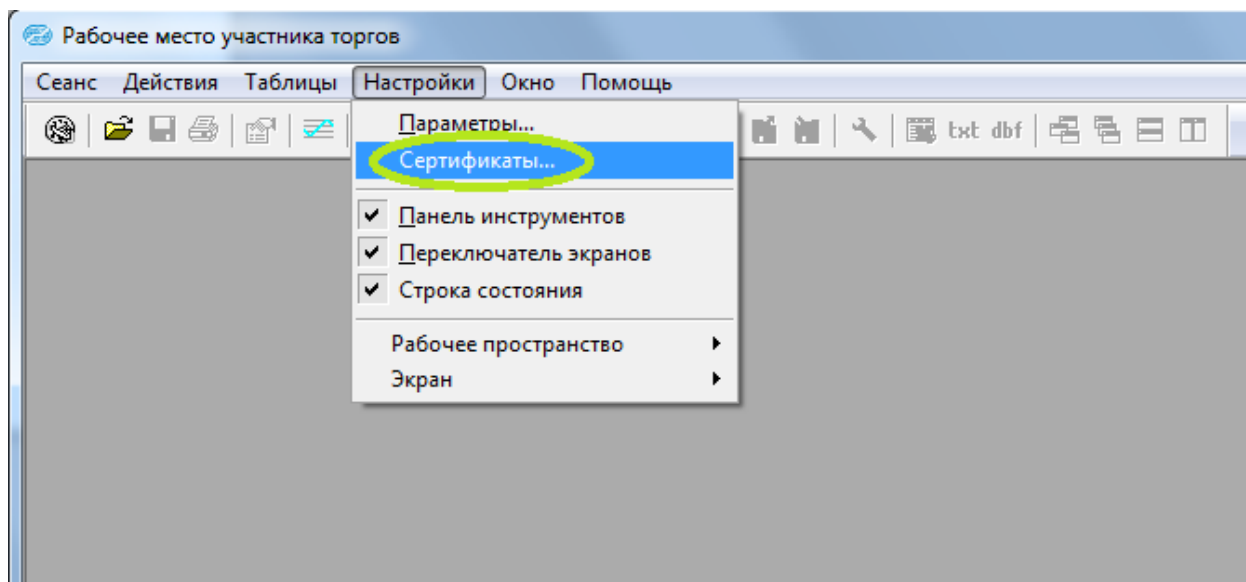 Рабочее место участника торгов
Сеанс Действия Таблицы Настройки Окно Помощь
txt dbf
Параметры...
Сертификаты...
Панель инструментов
Переключатель экранов
Строка состояния
Рабочее пространство
Экран